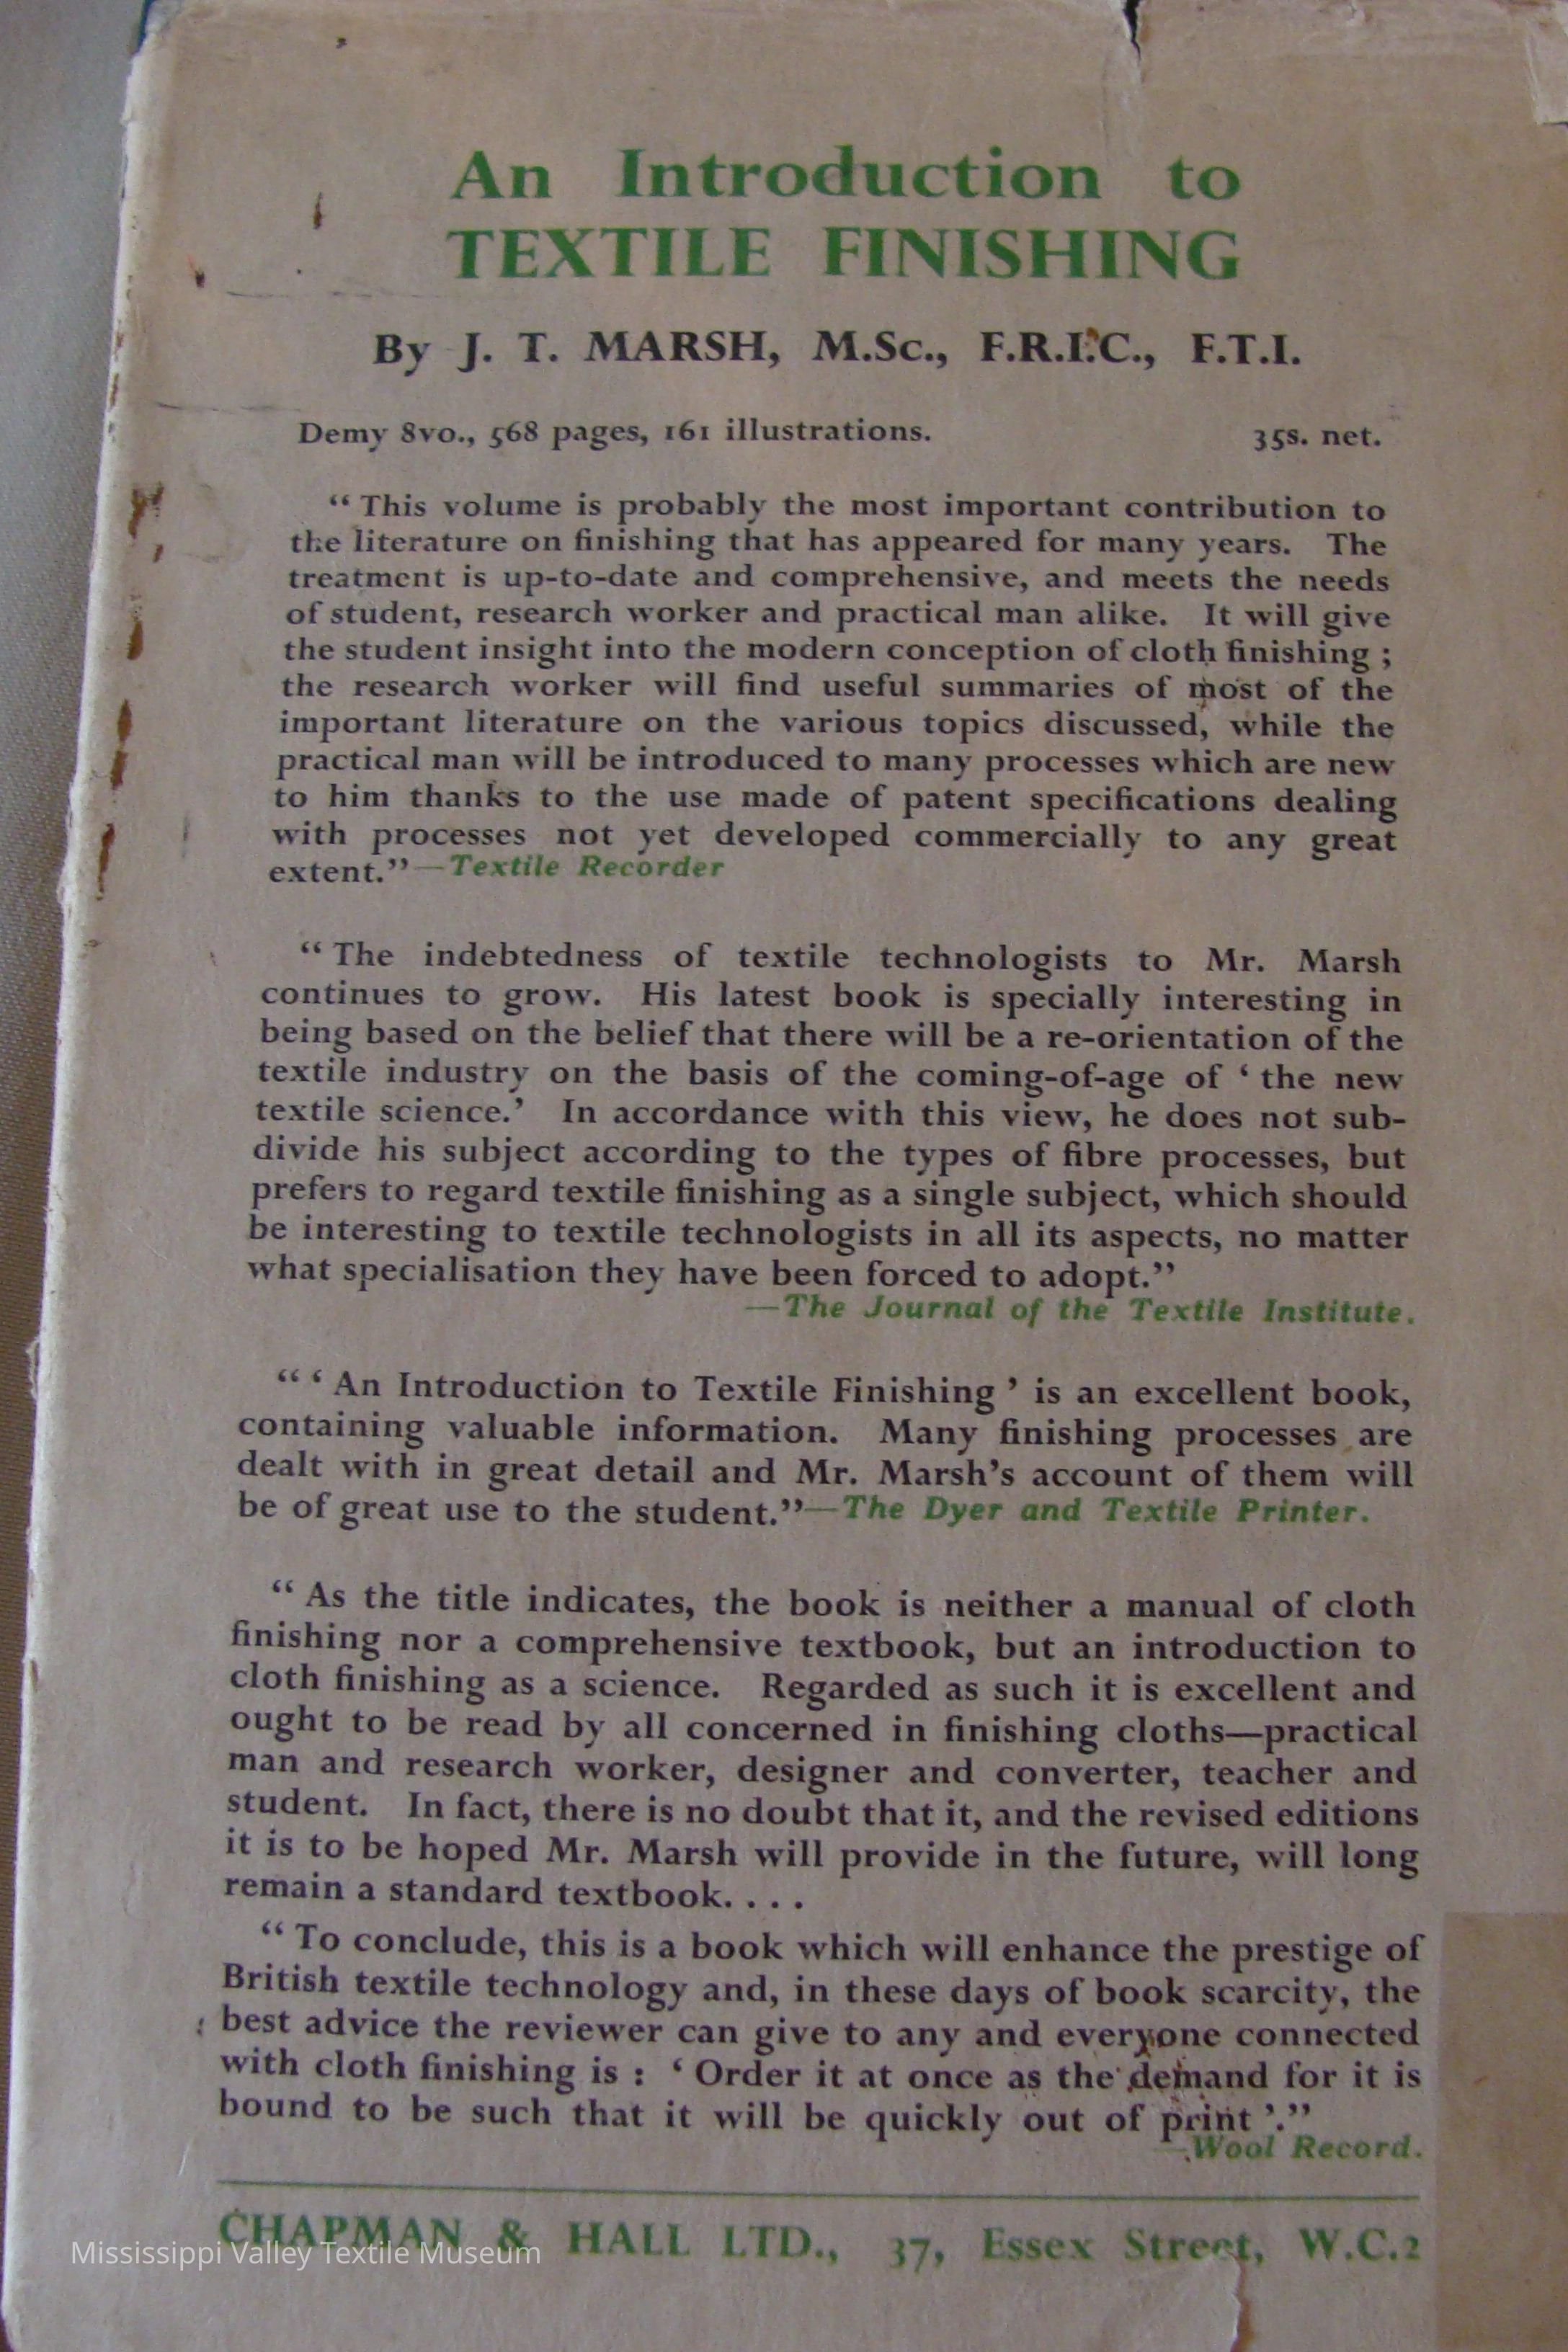 An Introduction to
TEXTILE FINISHING
By J. T. MARSH, M.Sc., F.R.I.C., F.T.I.
Demy 8vo., 568 pages, 161 illustrations. 35s. net.
“ This volume is probably the most important contribution to
the literature on finishing that has appeared for many years. The
treatment is up-to-date and comprehensive, and meets the needs
of student, research worker and practical man alike. It will give
the student insight into the modern conception of cloth finishing ;
the research worker will find useful summaries of most of the
important literature on the various topics discussed, while the
practical man will be introduced to many processes which are new
to him thanks to the use made of patent specifications dealing
with processes not yet developed commercially to any great
extent.”—Textile Recorder
“ The indebtedness of textile technologists to Mr. Marsh
continues to grow. His latest book is specially interesting in
being based on the belief that there will be a re-orientation of the
textile industry on the basis of the coming-of-age of ‘ the new
textile science.’ In accordance with this view, he does not sub-
divide his subject according to the types of fibre processes, but
prefers to regard textile finishing as a single subject, which should
be interesting to textile technologists in all its aspects, no matter
what specialisation they have been forced to adopt.”
—The Journal of the Textile Institute.
“ ‘ An Introduction to Textile Finishing ’ is an excellent book,
containing valuable information. Many finishing processes are
dealt with in great detail and Mr. Marsh’s account of them will
be of great use to the student.”—The Dyer and Textile Printer.
“ As the title indicates, the book is neither a manual of cloth
finishing nor a comprehensive textbook, but an introduction to
cloth finishing as a science. Regarded as such it is excellent and
ought to be read by all concerned in finishing cloths—practical
man and research worker, designer and converter, teacher and
student. In fact, there is no doubt that it, and the revised editions
it is to be hoped Mr. Marsh will provide in the future, will long
remain a standard textbook. . . .
“ To conclude, this is a book which will enhance the prestige of
British textile technology and, in these days of book scarcity, the
best advice the reviewer can give to any and everyone connected
with cloth finishing is : ‘ Order it at once as the demand for it is
bound to be such that it will be quickly out of print ’.”
—Wool Record.
CHAPMAN & HALL LTD., 37, Essex Street, W.C.2
Mississippi Valley Textile Museum